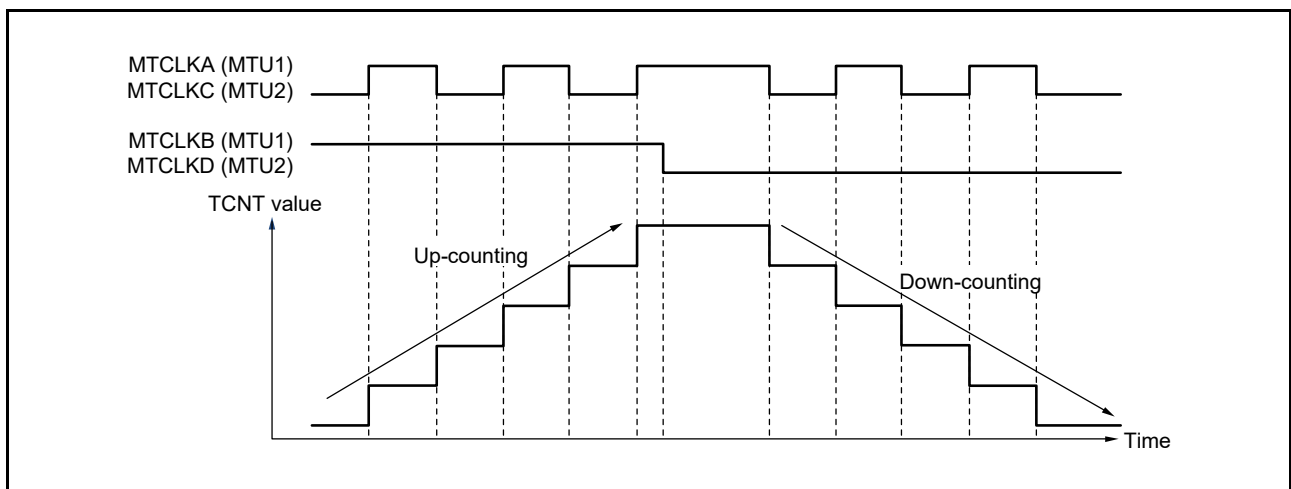 MTCLKA (MTU1)
MTCLKC (MTU2)
MTCLKB (MTU1)
MTCLKD (MTU2)
TCNT value
Up-counting
Down-counting
Time